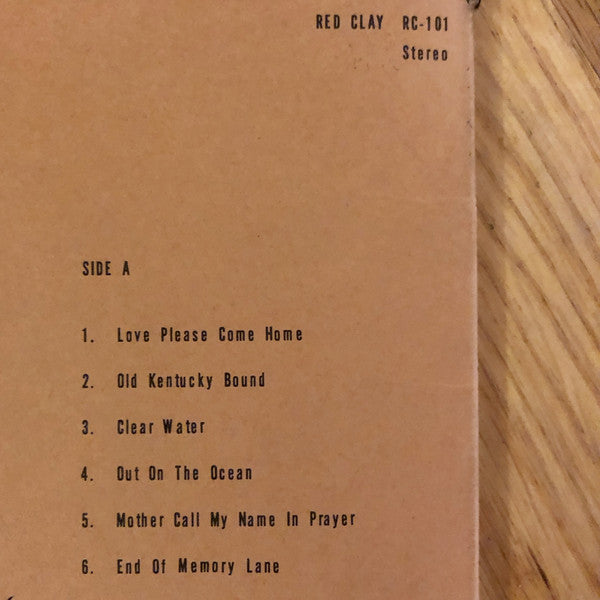 RED CLAY RC-101
Stereo
SIDE A
1. Love Please Come Home
2. Old Kentucky Bound
3. Clear Water
4. Out On The Ocean
5. Mother Call My Name In Prayer
6. End Of Memory Lane